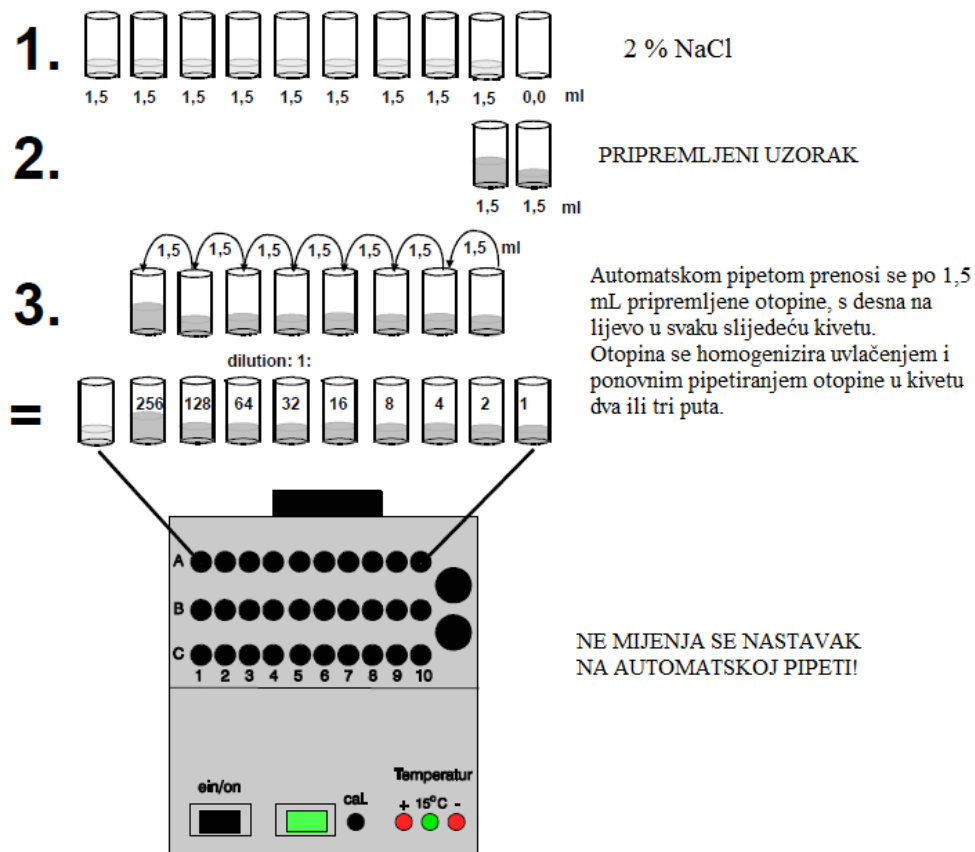 1.
2 % NaCl
1,5 1,5 1,5 1,5 1,5 1,5 1,5 1,5 1,5 0,0 ml
2.
PRIPREMLJENI UZORAK
1,5 1,5 ml
3.
1,5 1,5 1,5 1,5 1,5 1,5 1,5 ml
Automatskom pipetom prenosi se po 1,5
mL pripremljene otopine, s desna na
lijevo u svaku slijedeću kivetu.
Otopina se homogenizira uvlačenjem i
ponovnim pipetiranjem otopine u kivetu
dva ili tri puta.
dilution: 1:
= 256 128 64 32 16 8 4 2 1
A
B
C
1 2 3 4 5 6 7 8 9 10
NE MIJENJA SE NASTAVAK
NA AUTOMATSKOJ PIPETI!
Temperatur
ein/on
cal.
+ 15°C -